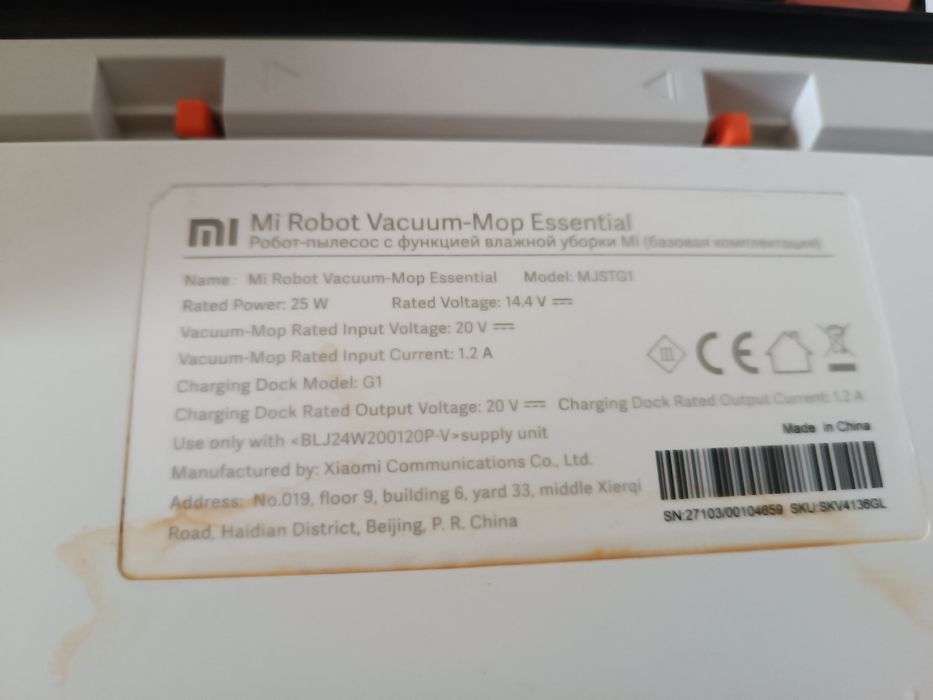 mi Mi Robot Vacuum-Mop Essential
Робот-пылесос с функцией влажной уборки Mi (базовая комплектация)
Name: Mi Robot Vacuum-Mop Essential Model: MJSTG1
Rated Power: 25 W Rated Voltage: 14.4 V ⎓
Vacuum-Mop Rated Input Voltage: 20 V ⎓
Vacuum-Mop Rated Input Current: 1.2 A
III CE
Charging Dock Model: G1
Charging Dock Rated Output Voltage: 20 V ⎓ Charging Dock Rated Output Current: 1.2 A
Use only with <BLJ24W200120P-V>supply unit
Made in China
Manufactured by: Xiaomi Communications Co., Ltd.
Address: No.019, floor 9, building 6, yard 33, middle Xierqi
Road, Haidian District, Beijing, P. R. China
SN:27103/00104659 SKU:SKV4136GL